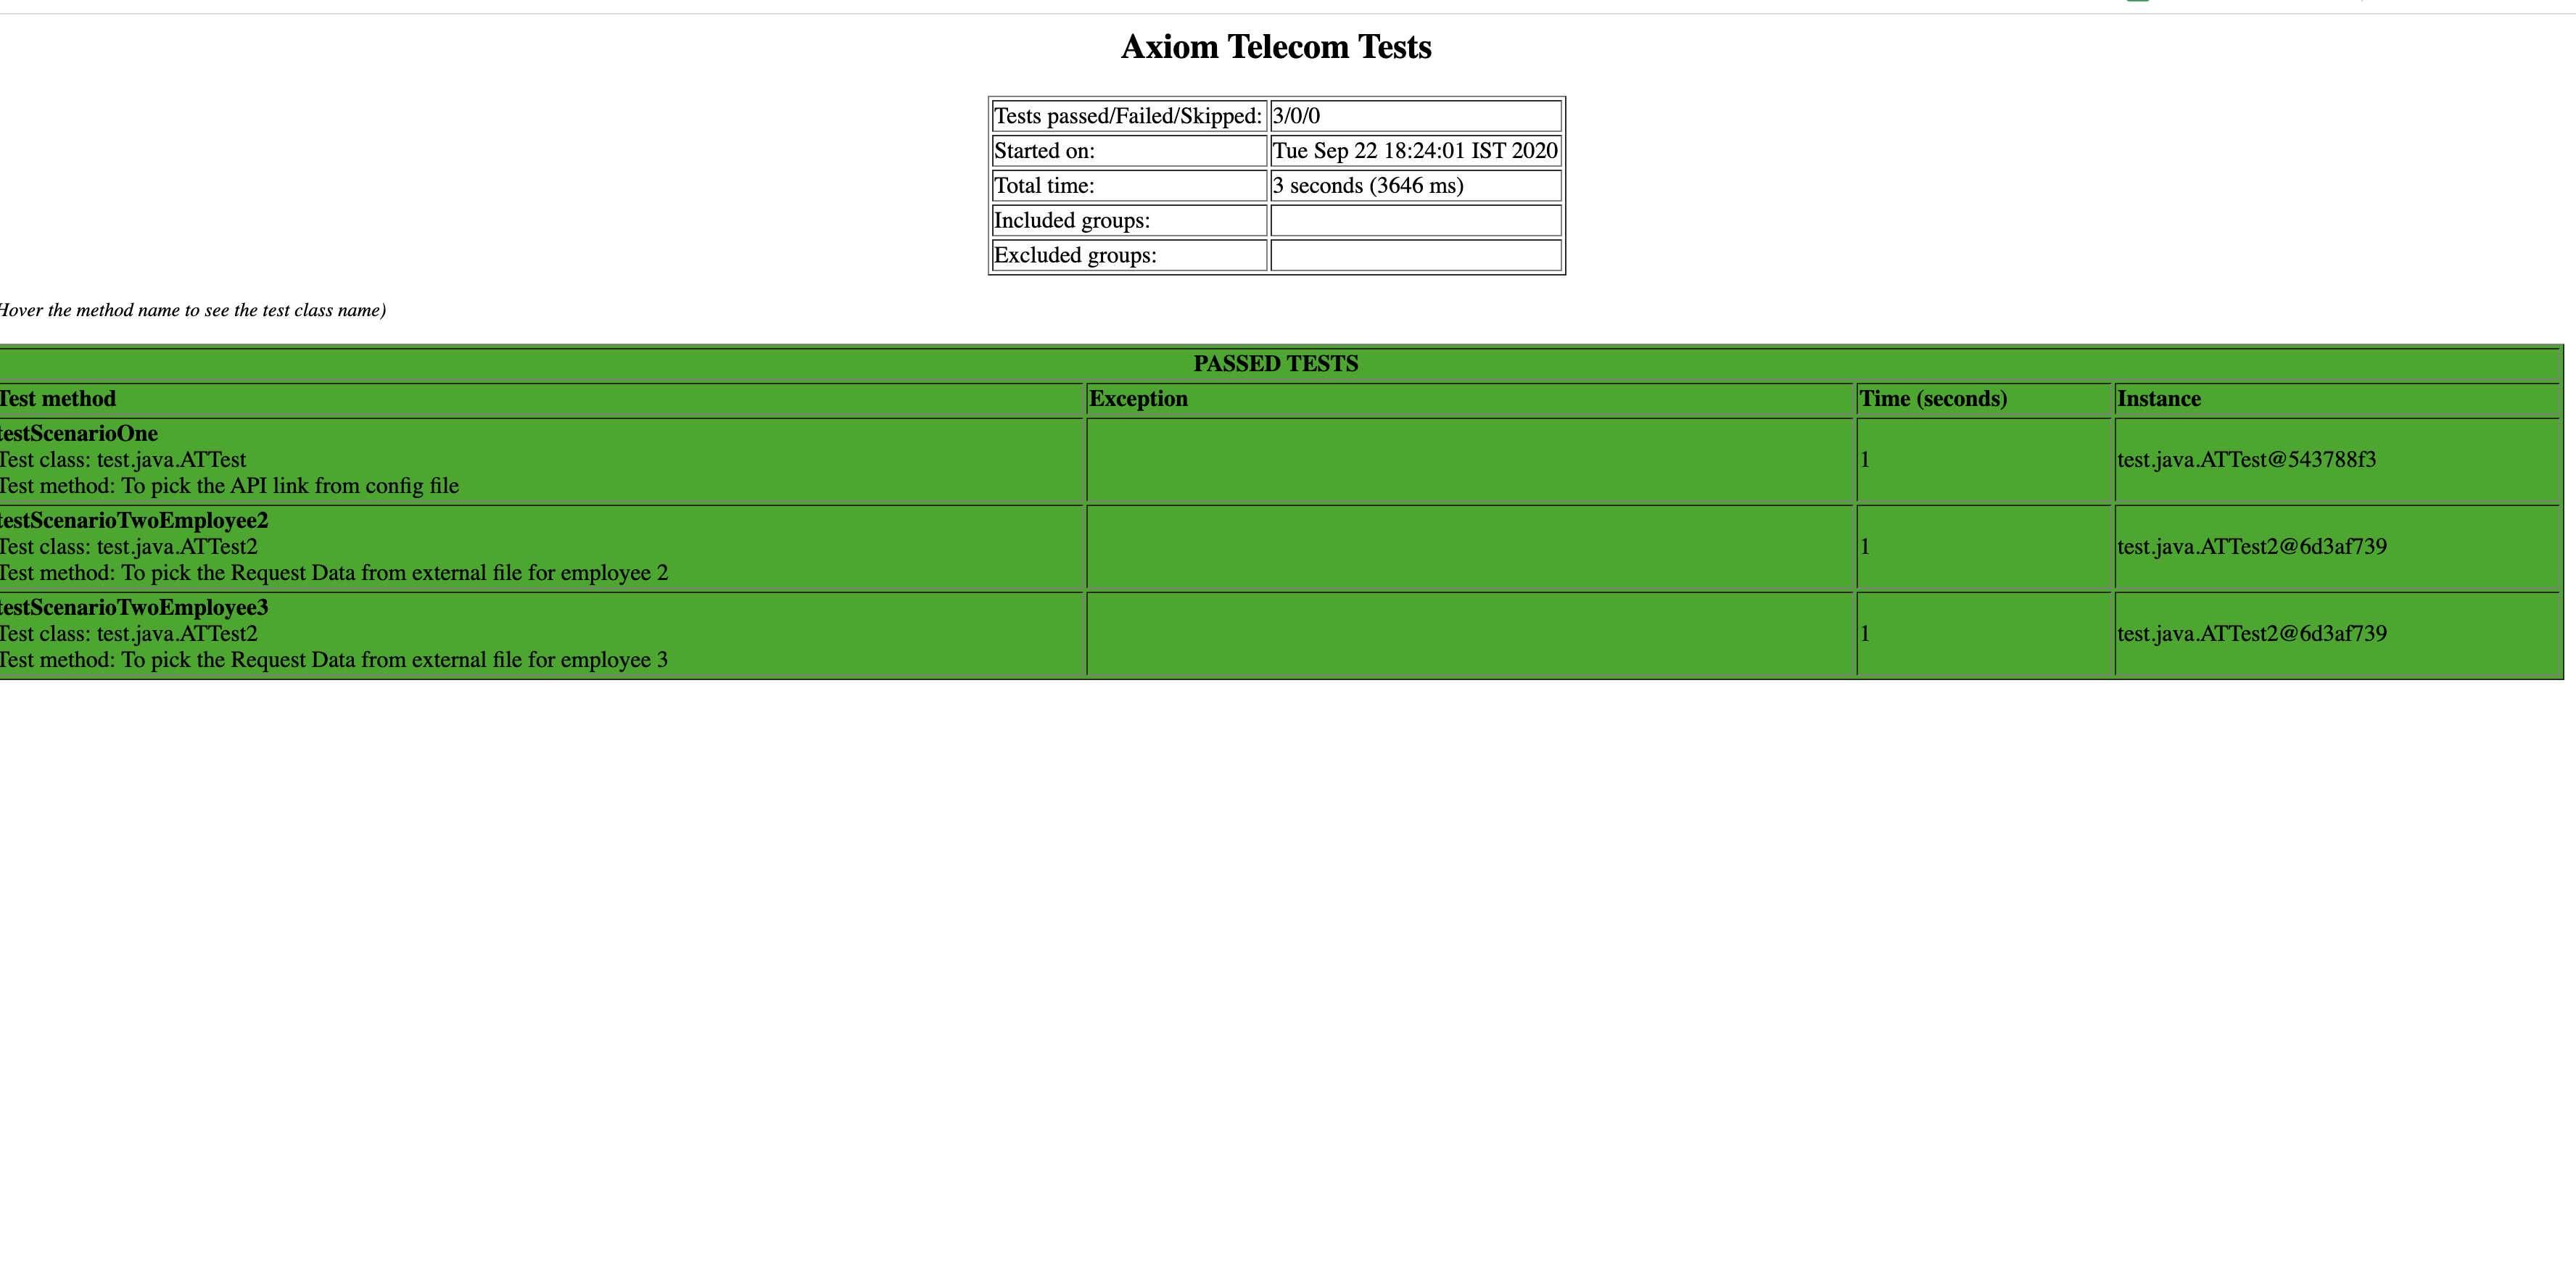 Axiom Telecom Tests
Tests passed/Failed/Skipped: 3/0/0
Started on: Tue Sep 22 18:24:01 IST 2020
Total time: 3 seconds (3646 ms)
Included groups:
Excluded groups:
Hover the method name to see the test class name)
PASSED TESTS
Test method Exception Time (seconds) Instance
testScenarioOne
Test class: test.java.ATTest
Test method: To pick the API link from config file
1 test.java.ATTest@543788f3
testScenarioTwoEmployee2
Test class: test.java.ATTest2
Test method: To pick the Request Data from external file for employee 2
1 test.java.ATTest2@6d3af739
testScenarioTwoEmployee3
Test class: test.java.ATTest2
Test method: To pick the Request Data from external file for employee 3
1 test.java.ATTest2@6d3af739